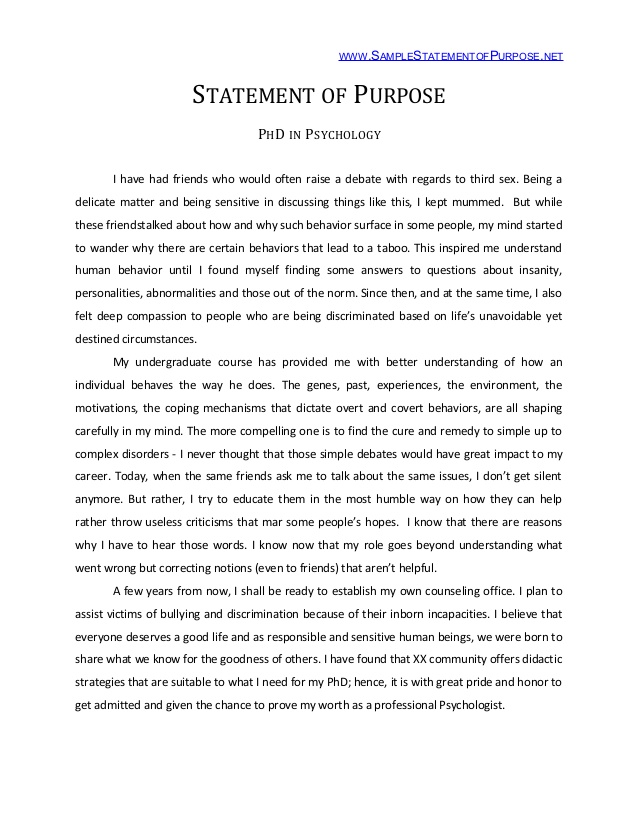 WWW.SAMPLESTATEMENTOFPURPOSE.NET
STATEMENT OF PURPOSE
PHD IN PSYCHOLOGY
I have had friends who would often raise a debate with regards to third sex. Being a
delicate matter and being sensitive in discussing things like this, I kept mummed.  But while
these friendstalked about how and why such behavior surface in some people, my mind started
to wander why there are certain behaviors that lead to a taboo. This inspired me understand
human behavior until I found myself finding some answers to questions about insanity,
personalities, abnormalities and those out of the norm. Since then, and at the same time, I also
felt deep compassion to people who are being discriminated based on life's unavoidable yet
destined circumstances.
My undergraduate course has provided me with better understanding of how an
individual behaves the way he does. The genes, past, experiences, the environment, the
motivations, the coping mechanisms that dictate overt and covert behaviors, are all shaping
carefully in my mind. The more compelling one is to find the cure and remedy to simple up to
complex disorders - I never thought that those simple debates would have great impact to my
career. Today, when the same friends ask me to talk about the same issues, I don't get silent
anymore. But rather, I try to educate them in the most humble way on how they can help
rather throw useless criticisms that mar some people's hopes.  I know that there are reasons
why I have to hear those words. I know now that my role goes beyond understanding what
went wrong but correcting notions (even to friends) that aren't helpful.
A few years from now, I shall be ready to establish my own counseling office. I plan to
assist victims of bullying and discrimination because of their inborn incapacities. I believe that
everyone deserves a good life and as responsible and sensitive human beings, we were born to
share what we know for the goodness of others. I have found that XX community offers didactic
strategies that are suitable to what I need for my PhD; hence, it is with great pride and honor to
get admitted and given the chance to prove my worth as a professional Psychologist.